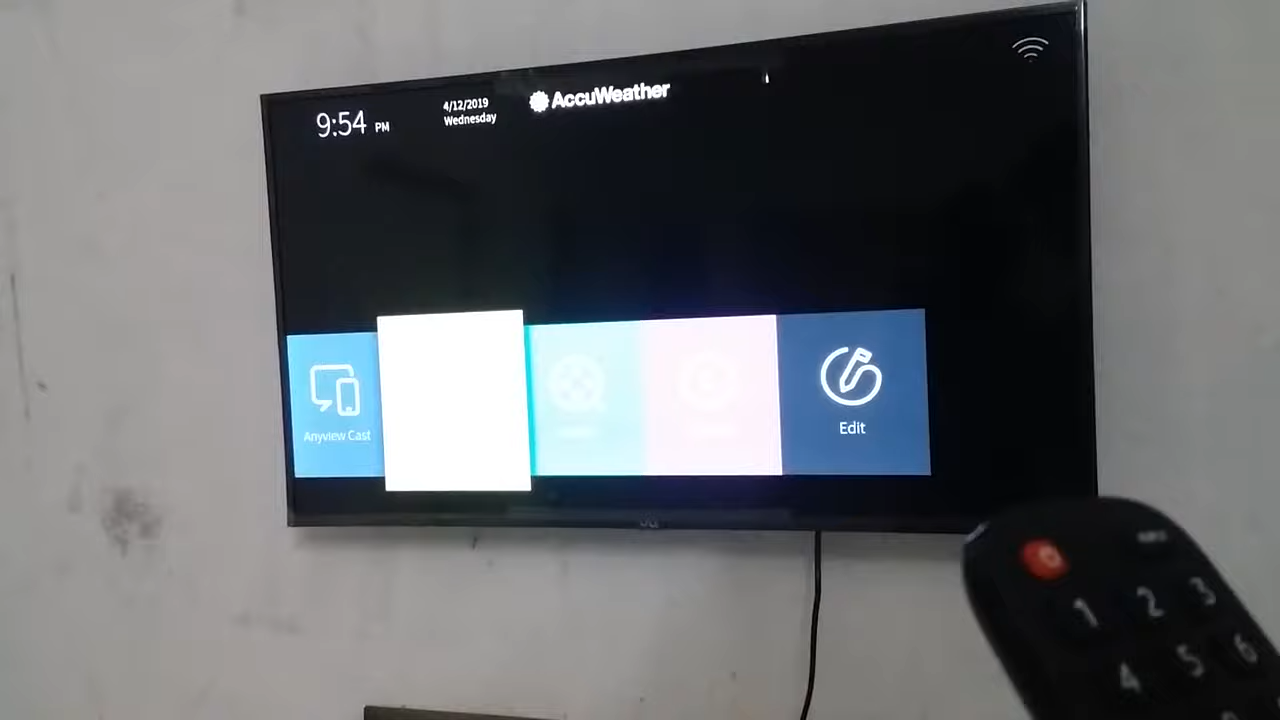 9:54 PM
4/12/2019
Wednesday
AccuWeather
Anyview Cast
Edit
1 2 3
4 5 6